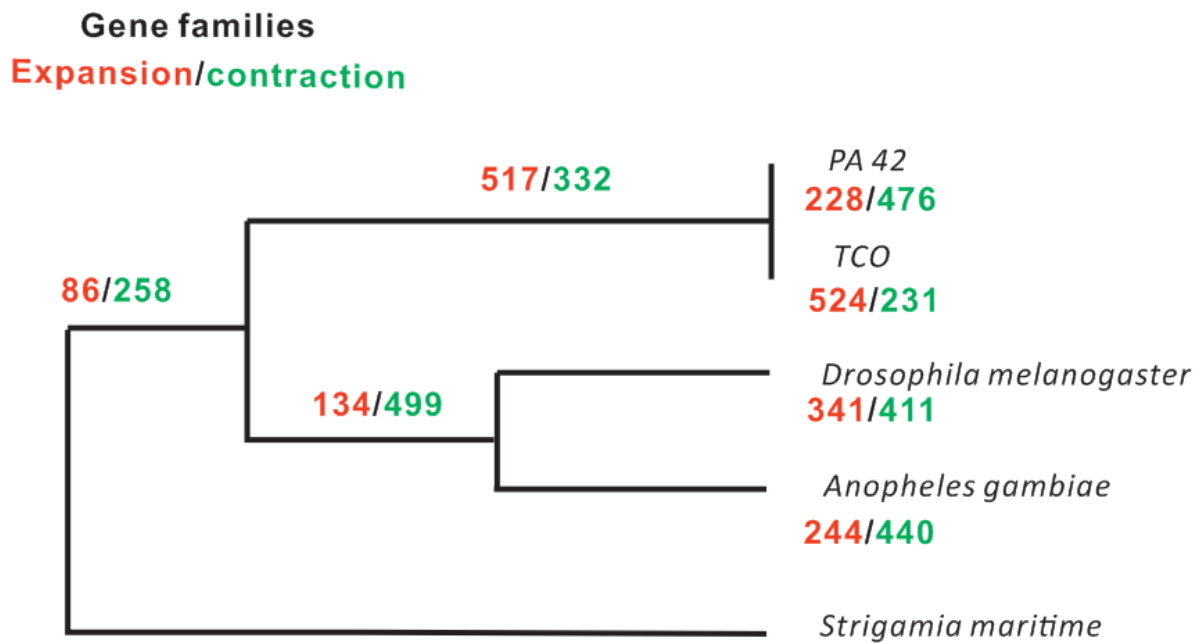 Gene families
Expansion/contraction
PA 42
517/332
228/476
TCO
86/258
524/231
Drosophila melanogaster
134/499
341/411
Anopheles gambiae
244/440
Strigamia maritime